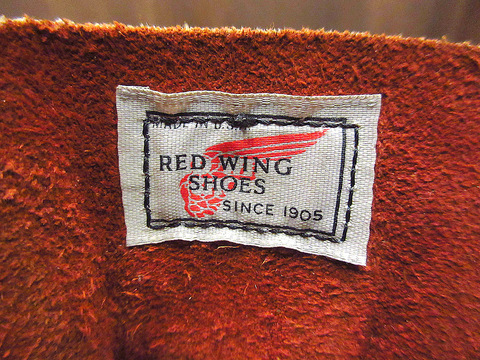 MADE IN U.S.A.
RED WING
SHOES
SINCE 1905